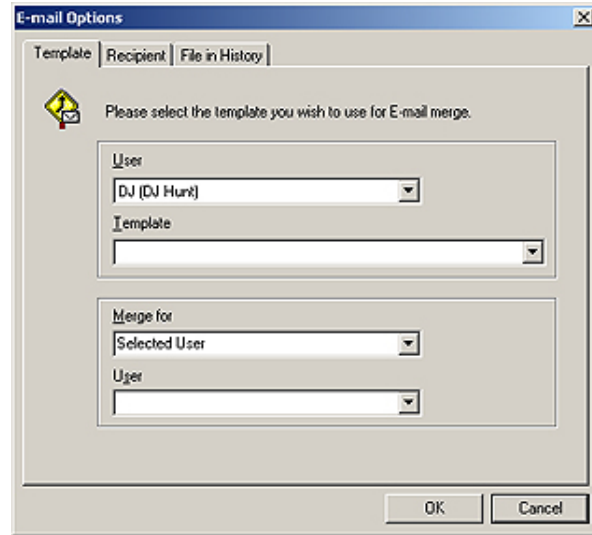 E-mail Options
Template Recipient File in History
Please select the template you wish to use for E-mail merge.
User
DJ (DJ Hunt)
Template
Merge for
Selected User
User
OK Cancel